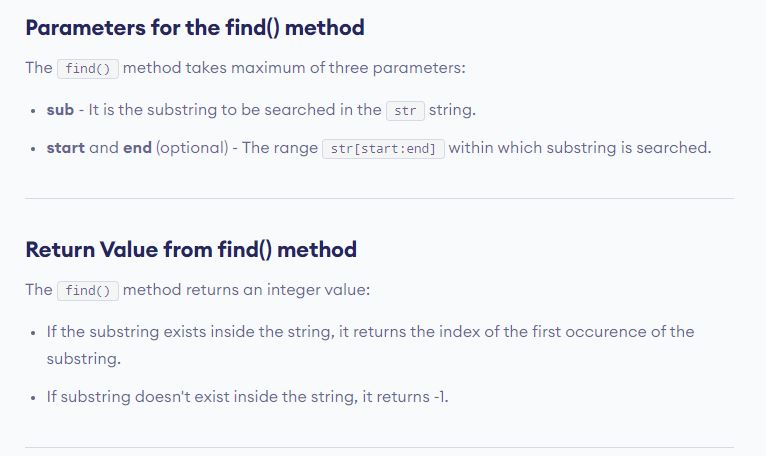 Parameters for the find() method
The find() method takes maximum of three parameters:
• sub - It is the substring to be searched in the str string.
• start and end (optional) - The range str[start:end] within which substring is searched.
Return Value from find() method
The find() method returns an integer value:
• If the substring exists inside the string, it returns the index of the first occurence of the
substring.
• If substring doesn't exist inside the string, it returns -1.